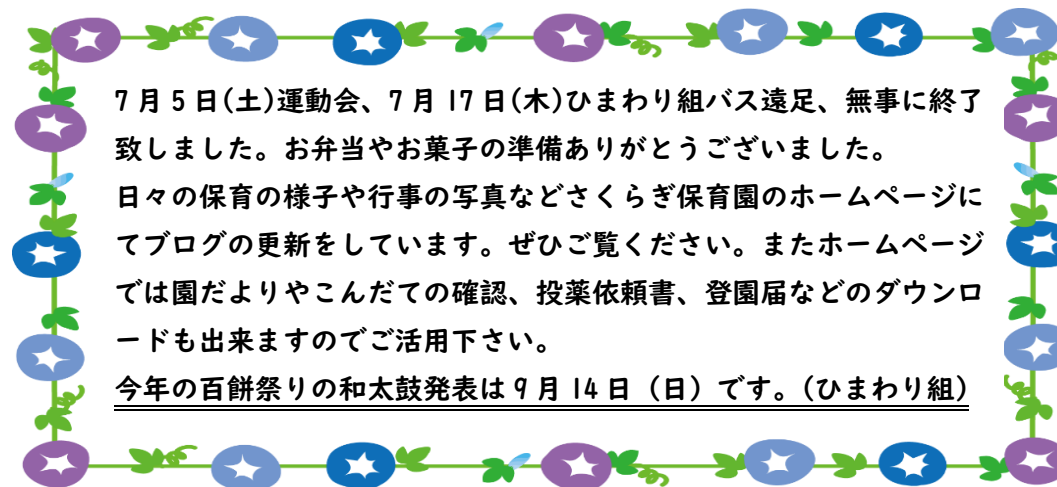 7月5日(土)運動会、7月17日(木)ひまわり組バス遠足、無事に終了
致しました。お弁当やお菓子の準備ありがとうございました。
日々の保育の様子や行事の写真などさくらぎ保育園のホームページに
てブログの更新をしています。ぜひご覧ください。またホームページ
では園だよりやこんだての確認、投薬依頼書、登園届などのダウンロ
ードも出来ますのでご活用下さい。
今年の百餅祭りの和太鼓発表は9月14日（日）です。(ひまわり組)